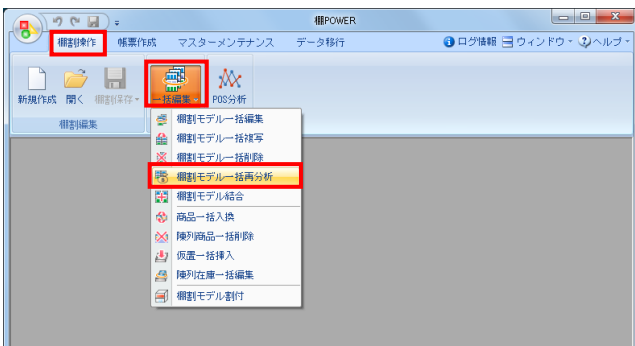 棚POWER
棚割操作 帳票作成 マスターメンテナンス データ移行 ログ情報 ウィンドウ ヘルプ
新規作成 開く 棚割保存 一括編集 POS分析
棚割編集
棚割モデル一括編集
棚割モデル一括複写
棚割モデル一括削除
棚割モデル一括再分析
棚割モデル結合
商品一括入換
陳列商品一括削除
仮置一括挿入
陳列在庫一括編集
棚割モデル割付